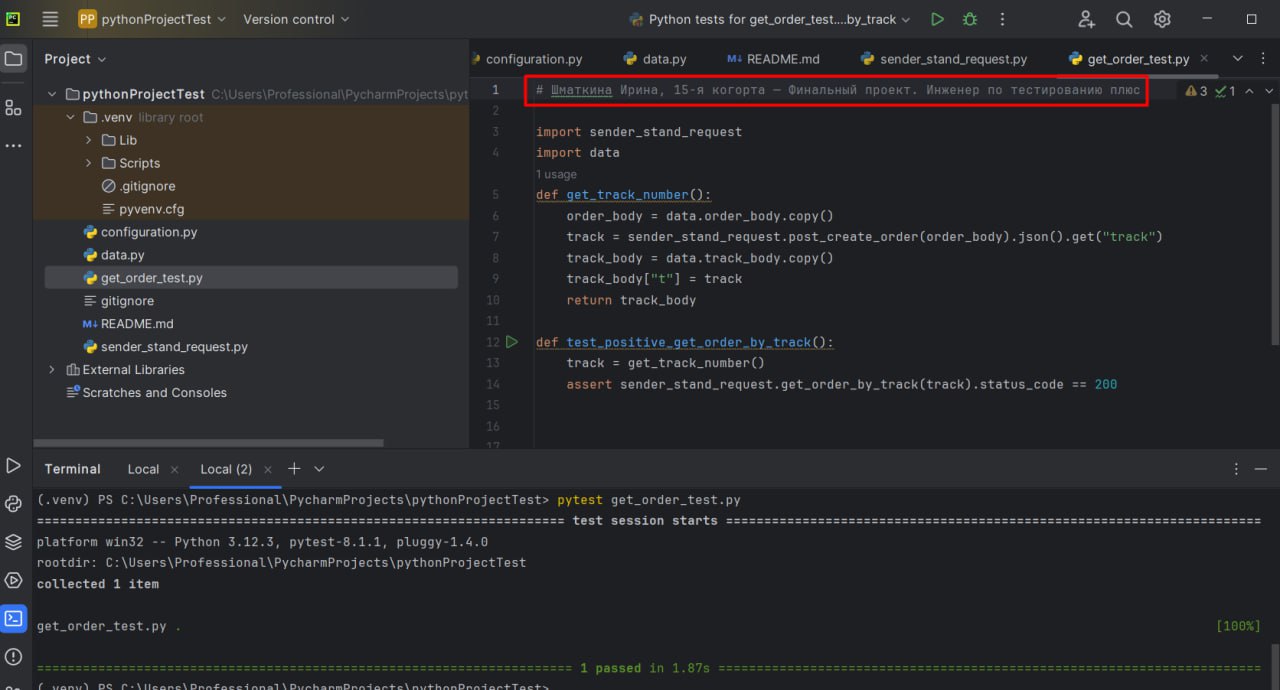 PC
PP pythonProjectTest Version control Python tests for get_order_test....by_track
Project
configuration.py data.py M↓ README.md sender_stand_request.py get_order_test.py
pythonProjectTest C:\Users\Professional\PycharmProjects\pyt
.venv library root
Lib
Scripts
.gitignore
pyvenv.cfg
configuration.py
data.py
get_order_test.py
gitignore
M↓ README.md
sender_stand_request.py
External Libraries
Scratches and Consoles
1 # Шматкина Ирина, 15-я когорта — Финальный проект. Инженер по тестированию плюс 3 1
2
3 import sender_stand_request
4 import data
1 usage
5 def get_track_number():
6 order_body = data.order_body.copy()
7 track = sender_stand_request.post_create_order(order_body).json().get("track")
8 track_body = data.track_body.copy()
9 track_body["t"] = track
10 return track_body
11
12 def test_positive_get_order_by_track():
13 track = get_track_number()
14 assert sender_stand_request.get_order_by_track(track).status_code == 200
15
16
17
Terminal Local Local (2)
(.venv) PS C:\Users\Professional\PycharmProjects\pythonProjectTest> pytest get_order_test.py
====================================================================== test session starts ======================================================================
platform win32 -- Python 3.12.3, pytest-8.1.1, pluggy-1.4.0
rootdir: C:\Users\Professional\PycharmProjects\pythonProjectTest
collected 1 item
get_order_test.py . [100%]
======================================================================= 1 passed in 1.87s =======================================================================
(.venv) PS C:\Users\Professional\PycharmProjects\pythonProjectTest>